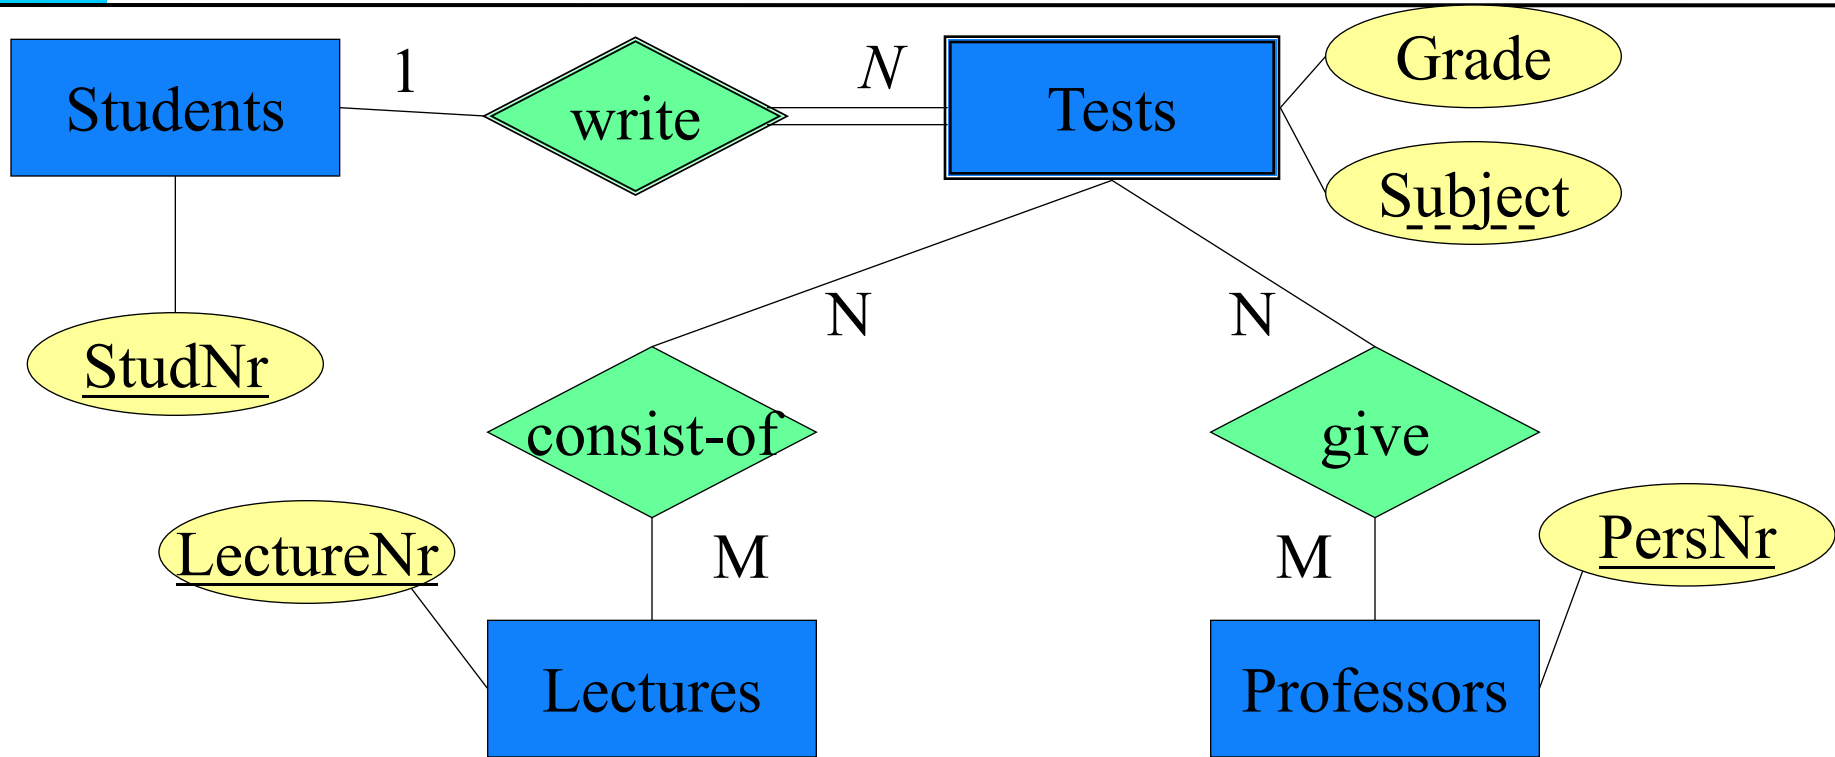 Students
1
write
N
Tests
Grade
Subject
StudNr
N
N
consist-of
give
LectureNr
M
M
PersNr
Lectures
Professors